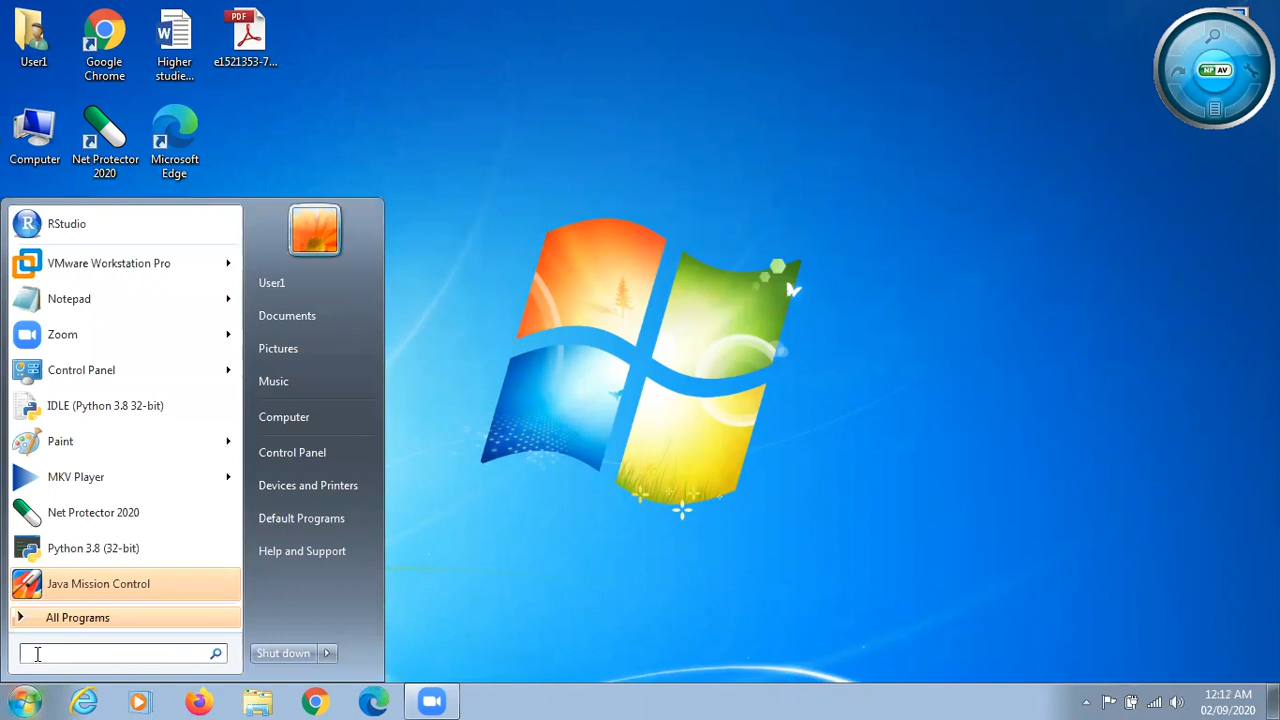 PDF
W
User1
Google
Chrome
Higher
studie...
e1521353-7...
Computer
Net Protector
2020
Microsoft
Edge
NP AV
R
RStudio
VMware Workstation Pro
Notepad
Zoom
Control Panel
IDLE (Python 3.8 32-bit)
Paint
MKV Player
Net Protector 2020
Python 3.8 (32-bit)
Java Mission Control
All Programs
User1
Documents
Pictures
Music
Computer
Control Panel
Devices and Printers
Default Programs
Help and Support
Shut down
12:12 AM
02/09/2020